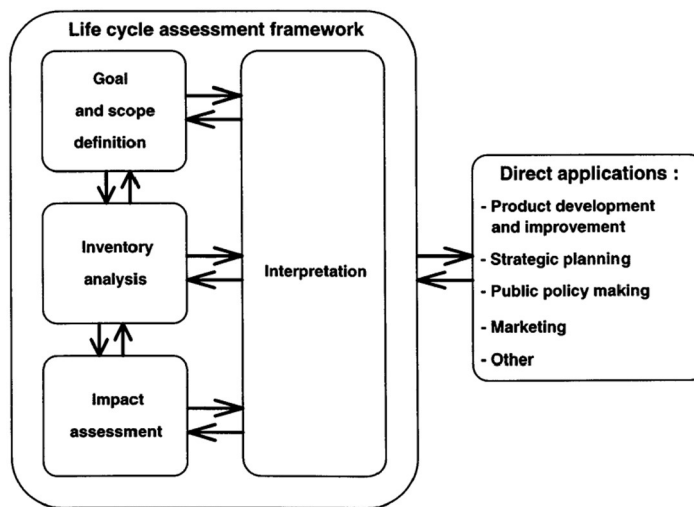 Life cycle assessment framework
Goal
and scope
definition
Inventory
analysis
Impact
assessment
Interpretation
Direct applications :
- Product development
and improvement
- Strategic planning
- Public policy making
- Marketing
- Other